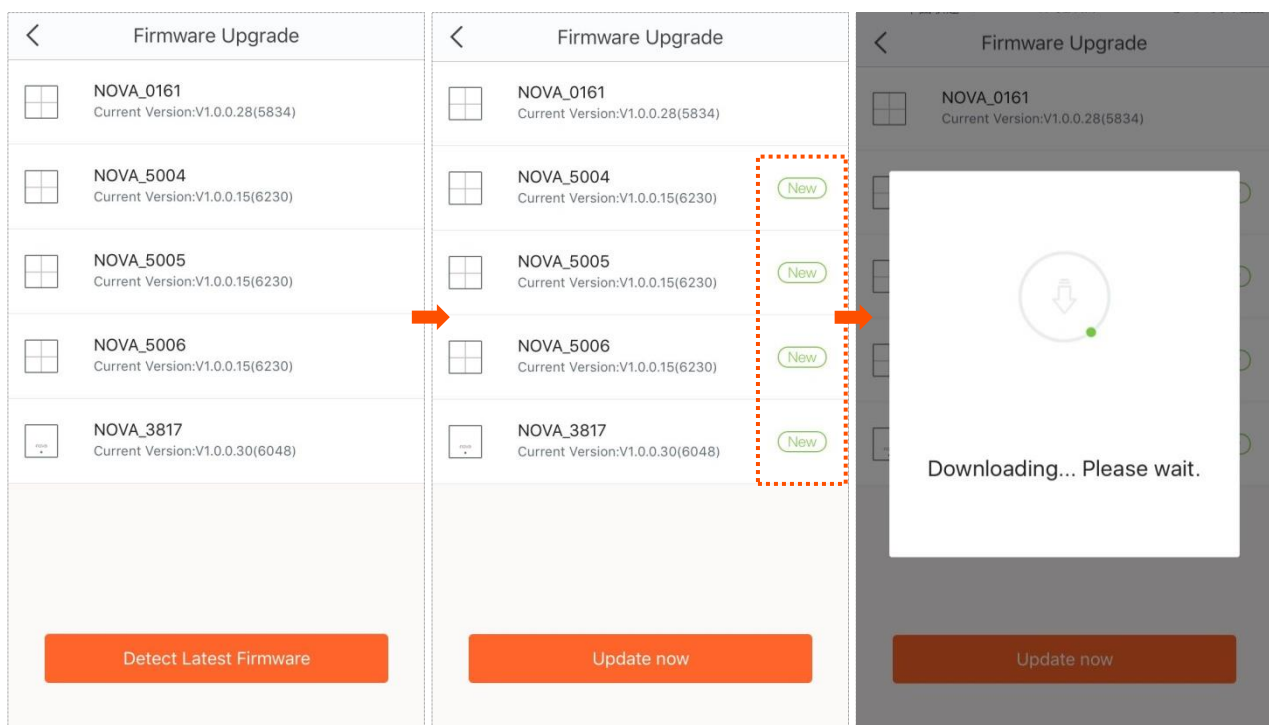 Firmware Upgrade
NOVA_0161
Current Version:V1.0.0.28(5834)
NOVA_5004
Current Version:V1.0.0.15(6230)
NOVA_5005
Current Version:V1.0.0.15(6230)
NOVA_5006
Current Version:V1.0.0.15(6230)
NOVA_3817
Current Version:V1.0.0.30(6048)
Detect Latest Firmware
Firmware Upgrade
NOVA_0161
Current Version:V1.0.0.28(5834)
NOVA_5004
New
Current Version:V1.0.0.15(6230)
NOVA_5005
New
Current Version:V1.0.0.15(6230)
NOVA_5006
New
Current Version:V1.0.0.15(6230)
NOVA_3817
New
Current Version:V1.0.0.30(6048)
Update now
Firmware Upgrade
NOVA_0161
Current Version:V1.0.0.28(5834)
Downloading... Please wait.
Update now